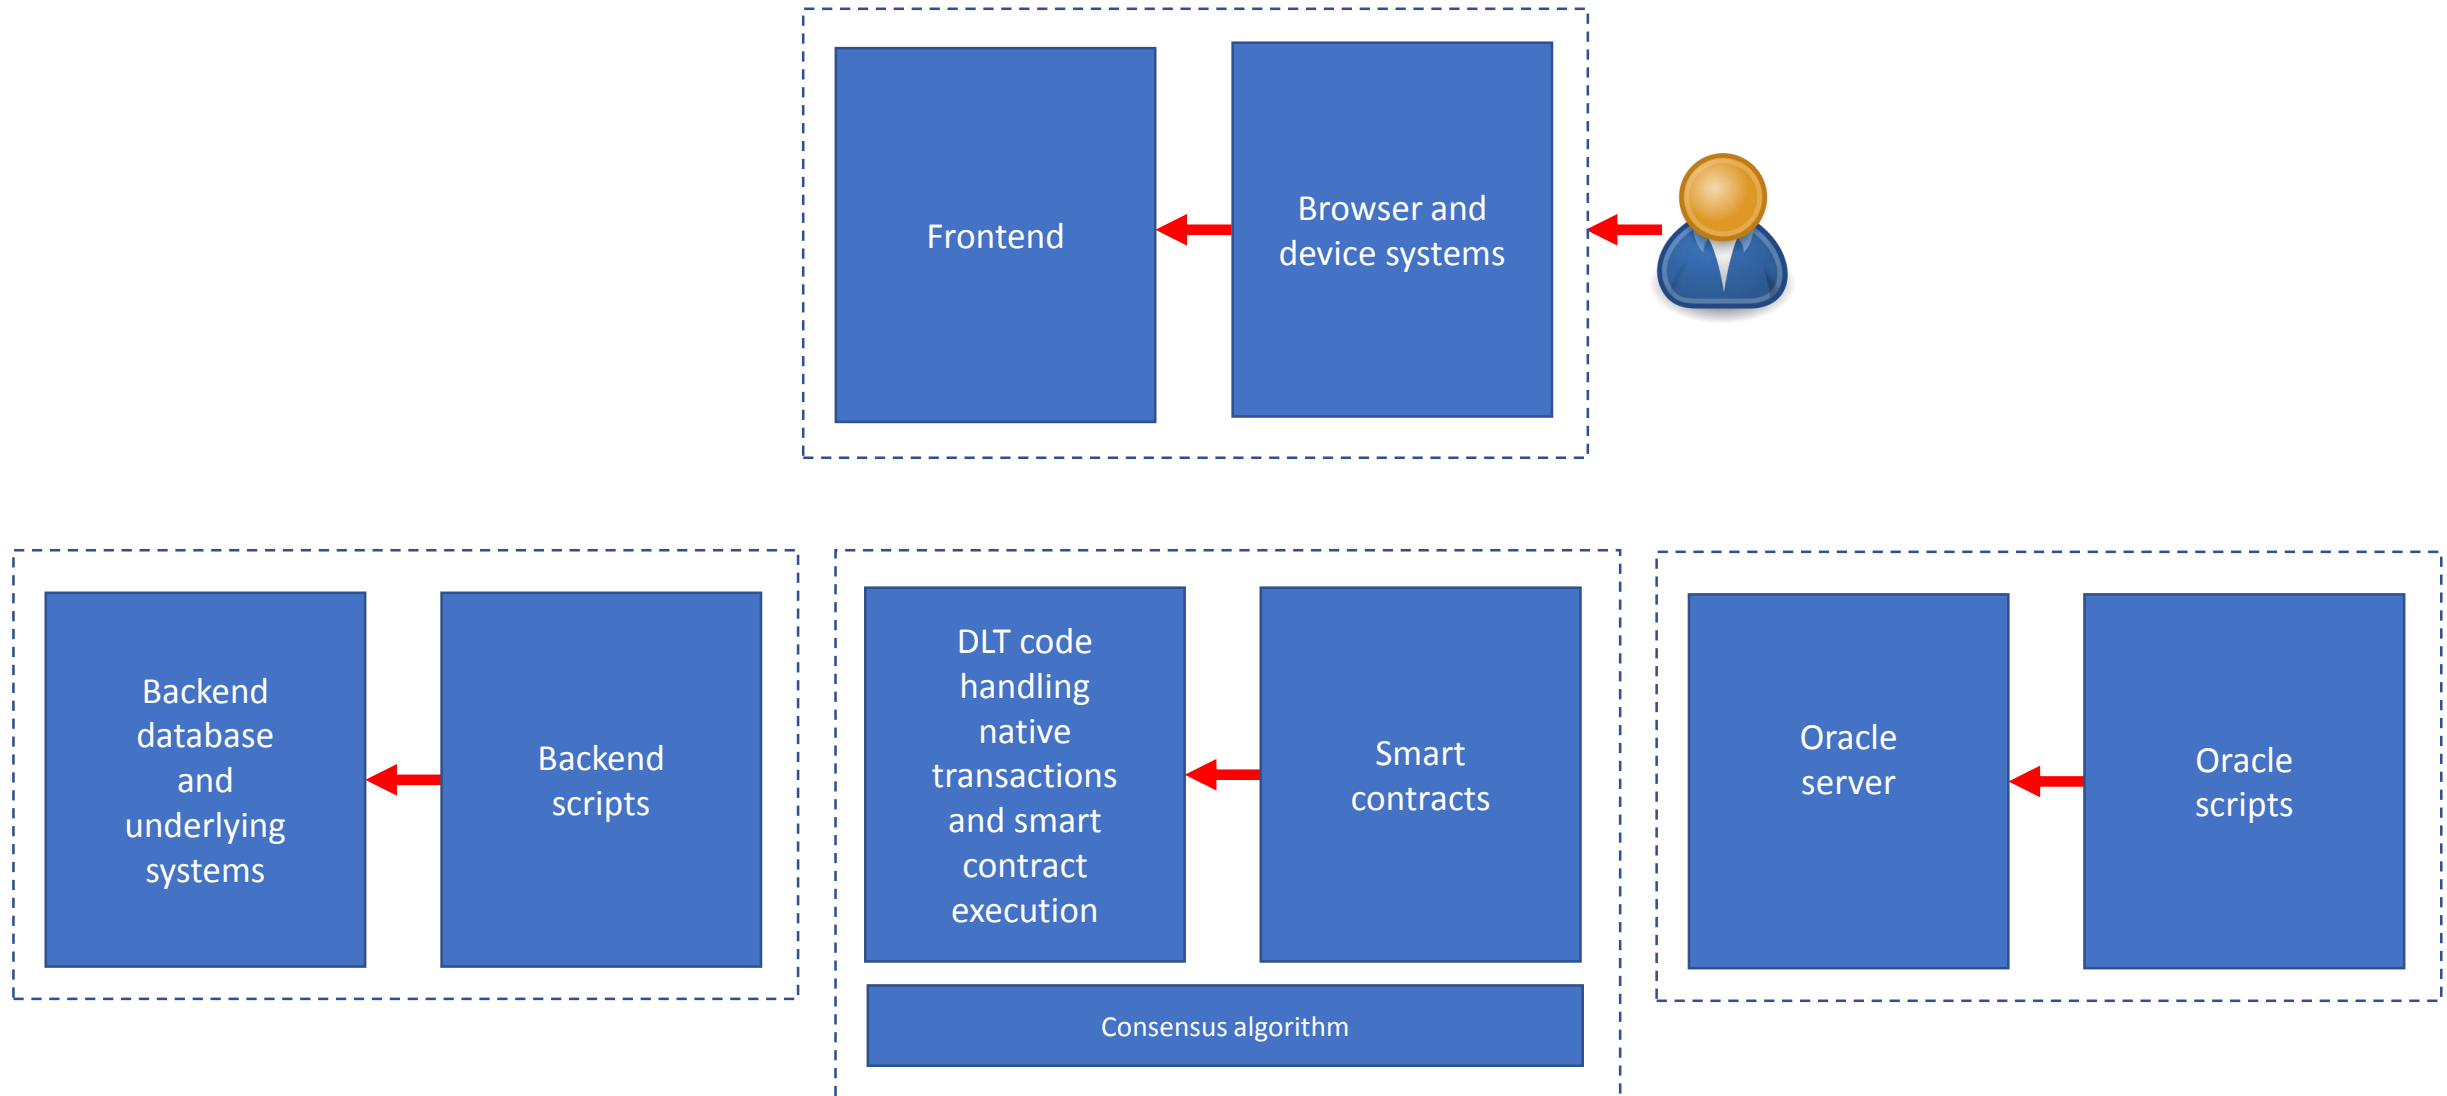 Frontend
Browser and
device systems
Backend
database
and
underlying
systems
Backend
scripts
DLT code
handling
native
transactions
and smart
contract
execution
Smart
contracts
Consensus algorithm
Oracle
server
Oracle
scripts